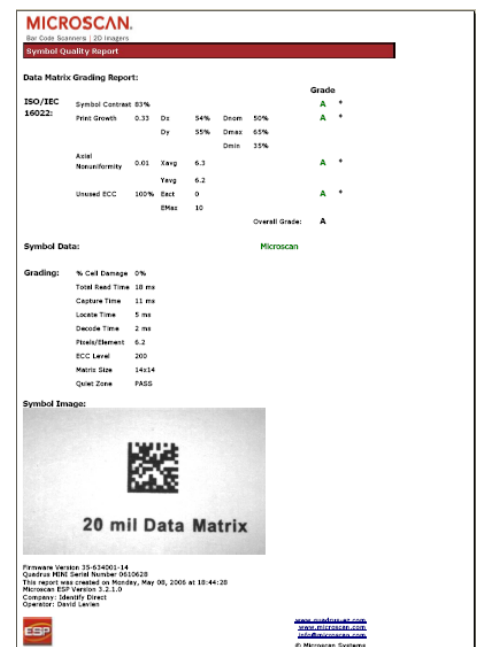 MICROSCAN.
Bar Code Scanners | 2D Imagers
Symbol Quality Report
Data Matrix Grading Report:
Grade
ISO/IEC 16022:
Symbol Contrast 83% A *
Print Growth 0.33 Dx 54% Dnom 50% A *
Dy 55% Dmax 65%
Dmin 35%
Axial
Nonuniformity 0.01 Xavg 6.3 A *
Yavg 6.2
Unused ECC 100% Eact 0 A *
EMax 10
Overall Grade: A
Symbol Data: Microscan
Grading: % Cell Damage 0%
Total Read Time 18 ms
Capture Time 11 ms
Locate Time 5 ms
Decode Time 2 ms
Pixels/Element 6.2
ECC Level 200
Matrix Size 14x14
Quiet Zone PASS
Symbol Image:
20 mil Data Matrix
Firmware Version 35-634001-14
Quadrus MINI Serial Number 0610628
This report was created on Monday, May 08, 2006 at 18:44:28
Microscan ESP Version 3.2.1.0
Company: Identify Direct
Operator: David Levien
ESP
www.microscan.com
info@microscan.com
© Microscan Systems